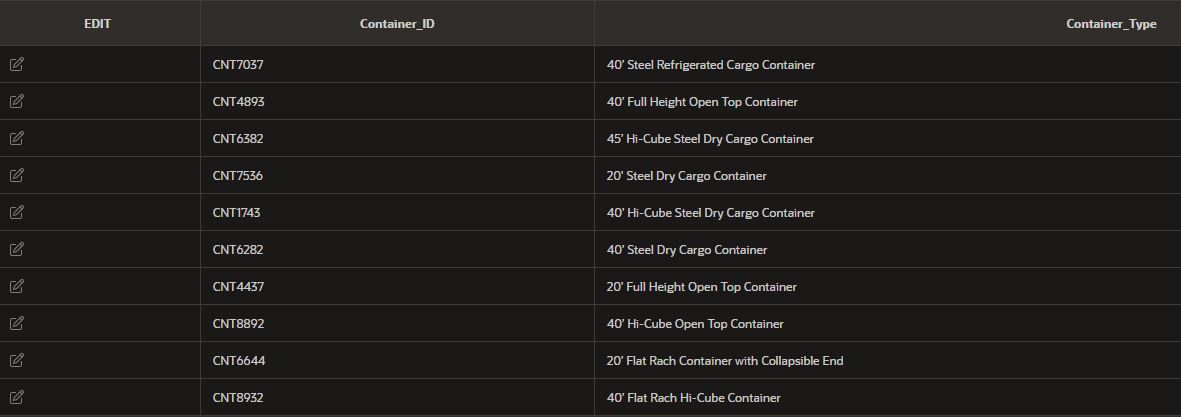 EDIT Container_ID Container_Type
CNT7037 40' Steel Refrigerated Cargo Container
CNT4893 40' Full Height Open Top Container
CNT6382 45' Hi-Cube Steel Dry Cargo Container
CNT7536 20' Steel Dry Cargo Container
CNT1743 40' Hi-Cube Steel Dry Cargo Container
CNT6282 40' Steel Dry Cargo Container
CNT4437 20' Full Height Open Top Container
CNT8892 40' Hi-Cube Open Top Container
CNT6644 20' Flat Rach Container with Collapsible End
CNT8932 40' Flat Rach Hi-Cube Container